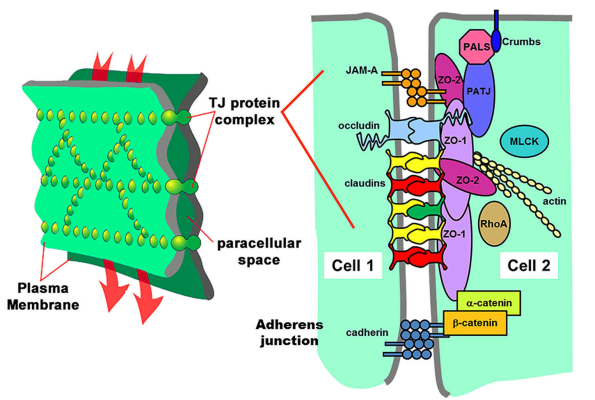 TJ protein
complex
paracellular
space
Plasma
Membrane
Crumbs
PALS
JAM-A
ZO-2
PATJ
occludin
ZO-1
MLCK
claudins
ZO-2
actin
RhoA
ZO-1
Cell 1
Cell 2
α-catenin
Adherens
junction
cadherin
β-catenin